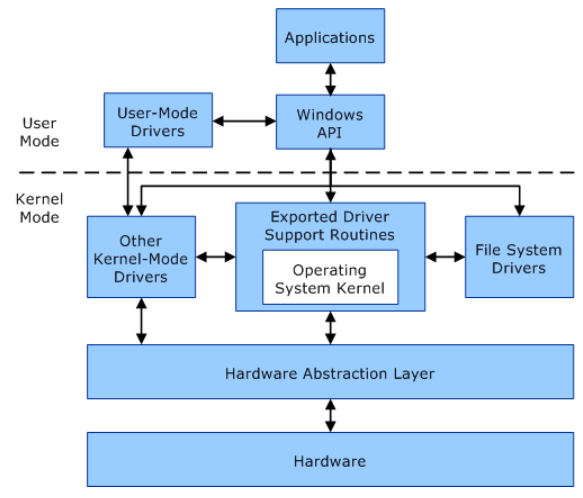 Applications
User-Mode
Drivers
Windows
API
User
Mode
Kernel
Mode
Other
Kernel-Mode
Drivers
Exported Driver
Support Routines
Operating
System Kernel
File System
Drivers
Hardware Abstraction Layer
Hardware